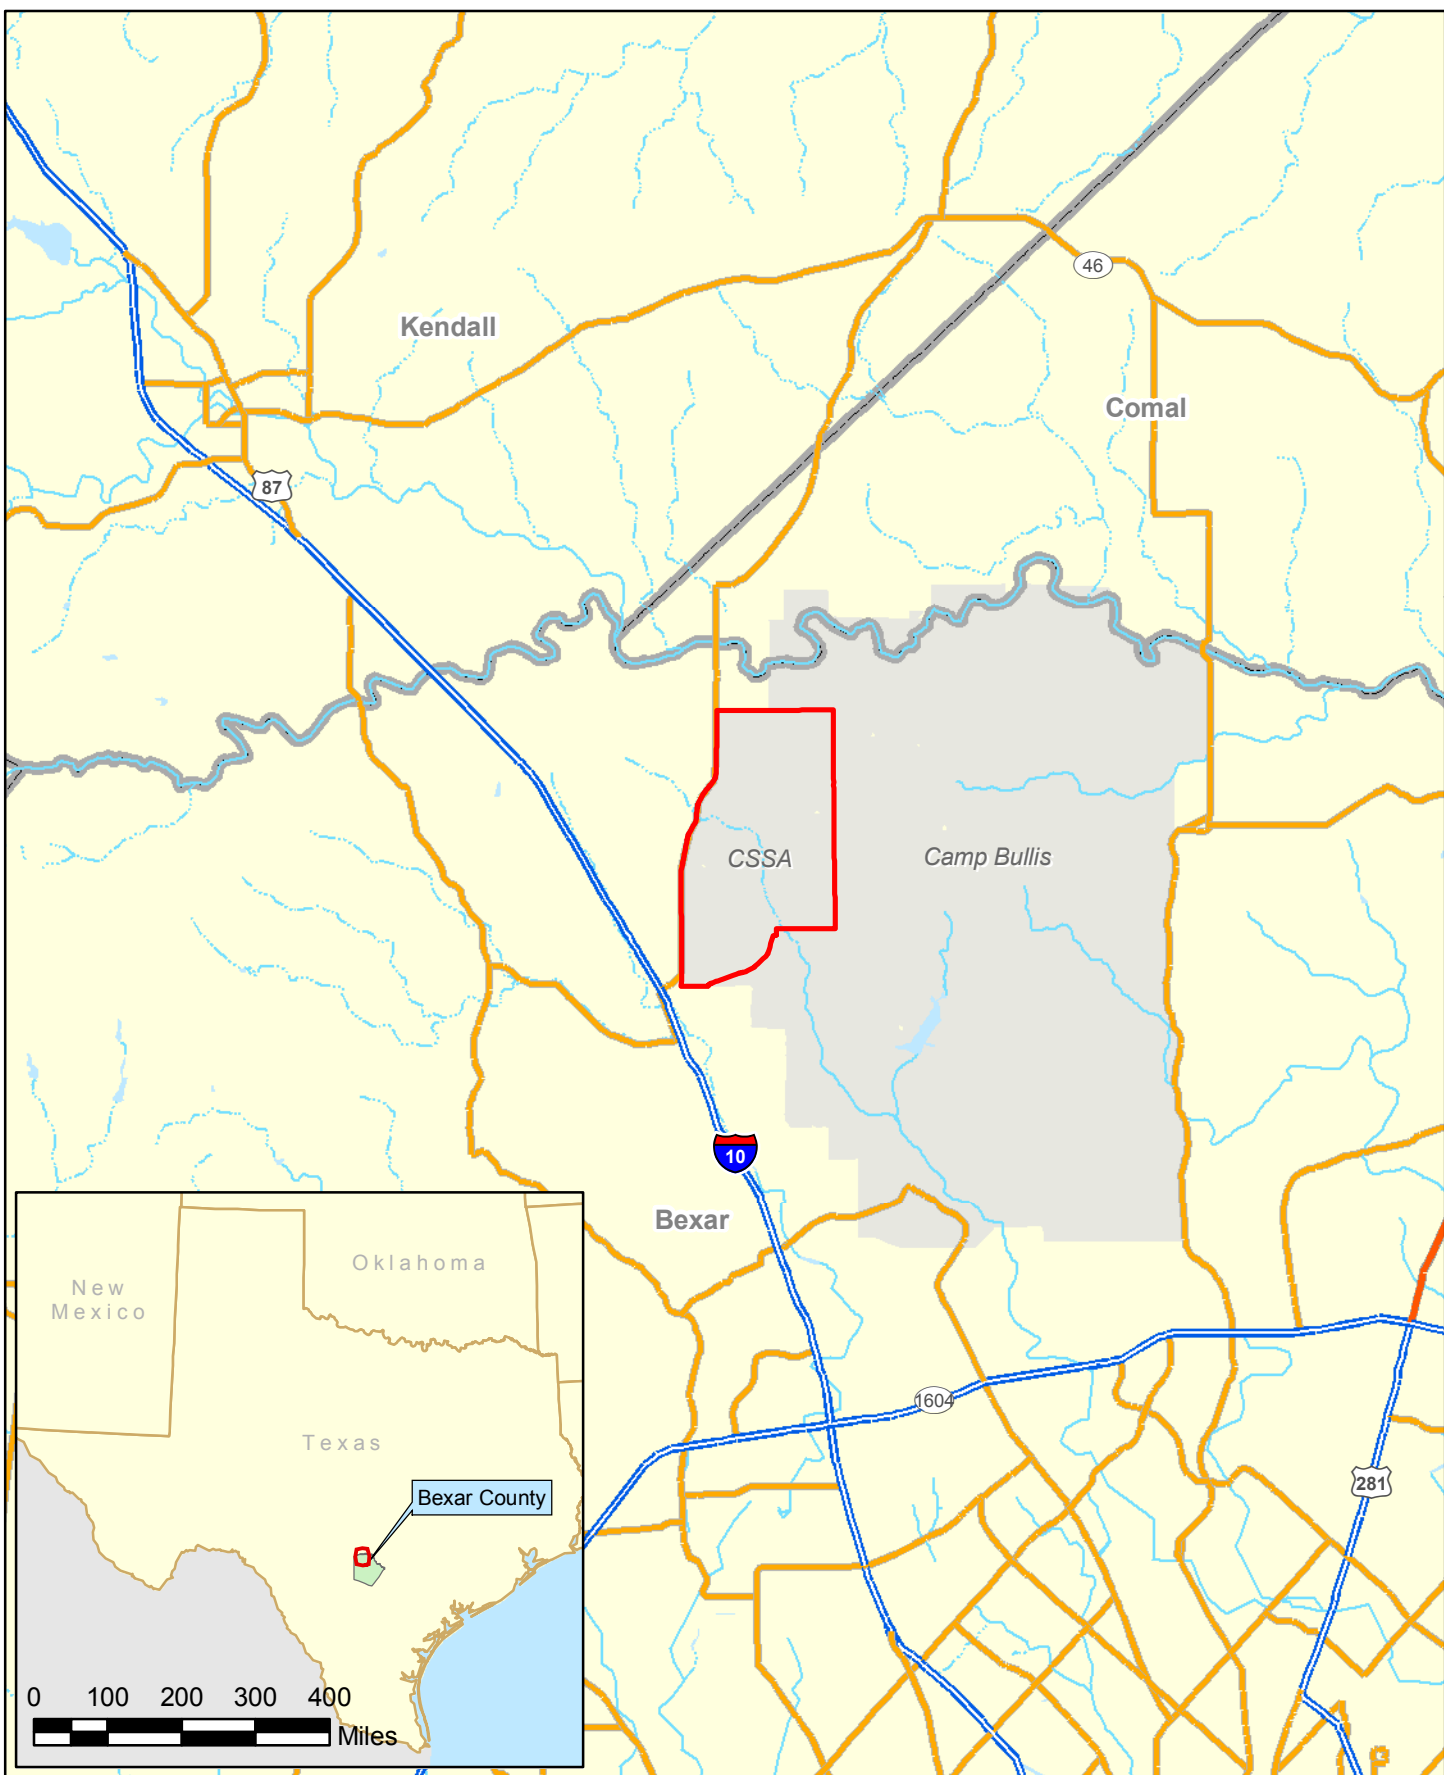 46
Kendall
Comal
87
CSSA
Camp Bullis
10
Bexar
1604
281
New
Mexico
Oklahoma
Texas
Bexar County
0 100 200 300 400
Miles